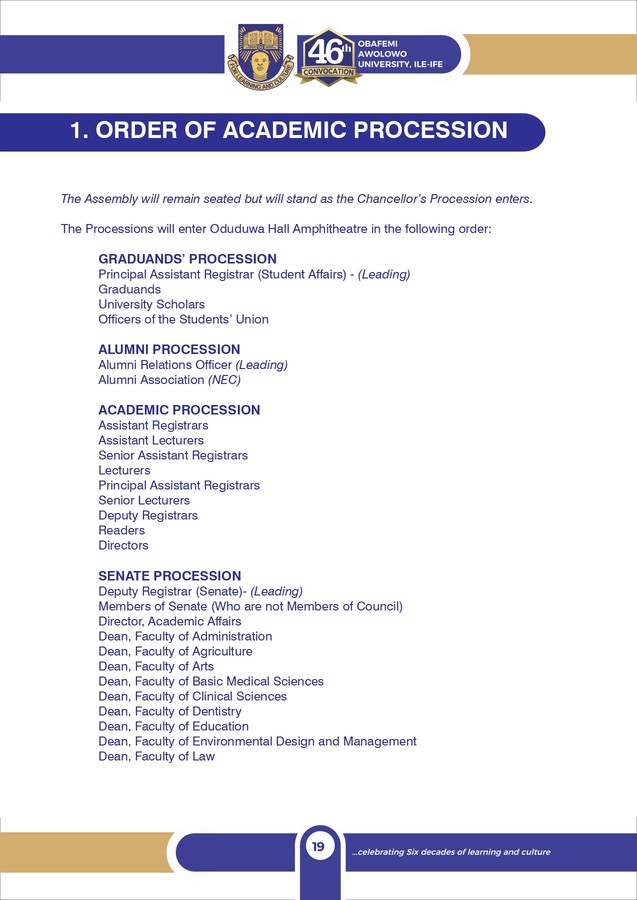 FOR LEARNING AND CULTURE
46th
CONVOCATION
OBAFEMI
AWOLOWO
UNIVERSITY, ILE-IFE
1. ORDER OF ACADEMIC PROCESSION
The Assembly will remain seated but will stand as the Chancellor's Procession enters.
The Processions will enter Oduduwa Hall Amphitheatre in the following order:
GRADUANDS' PROCESSION
Principal Assistant Registrar (Student Affairs) - (Leading)
Graduands
University Scholars
Officers of the Students' Union
ALUMNI PROCESSION
Alumni Relations Officer (Leading)
Alumni Association (NEC)
ACADEMIC PROCESSION
Assistant Registrars
Assistant Lecturers
Senior Assistant Registrars
Lecturers
Principal Assistant Registrars
Senior Lecturers
Deputy Registrars
Readers
Directors
SENATE PROCESSION
Deputy Registrar (Senate)- (Leading)
Members of Senate (Who are not Members of Council)
Director, Academic Affairs
Dean, Faculty of Administration
Dean, Faculty of Agriculture
Dean, Faculty of Arts
Dean, Faculty of Basic Medical Sciences
Dean, Faculty of Clinical Sciences
Dean, Faculty of Dentistry
Dean, Faculty of Education
Dean, Faculty of Environmental Design and Management
Dean, Faculty of Law
19
...celebrating Six decades of learning and culture